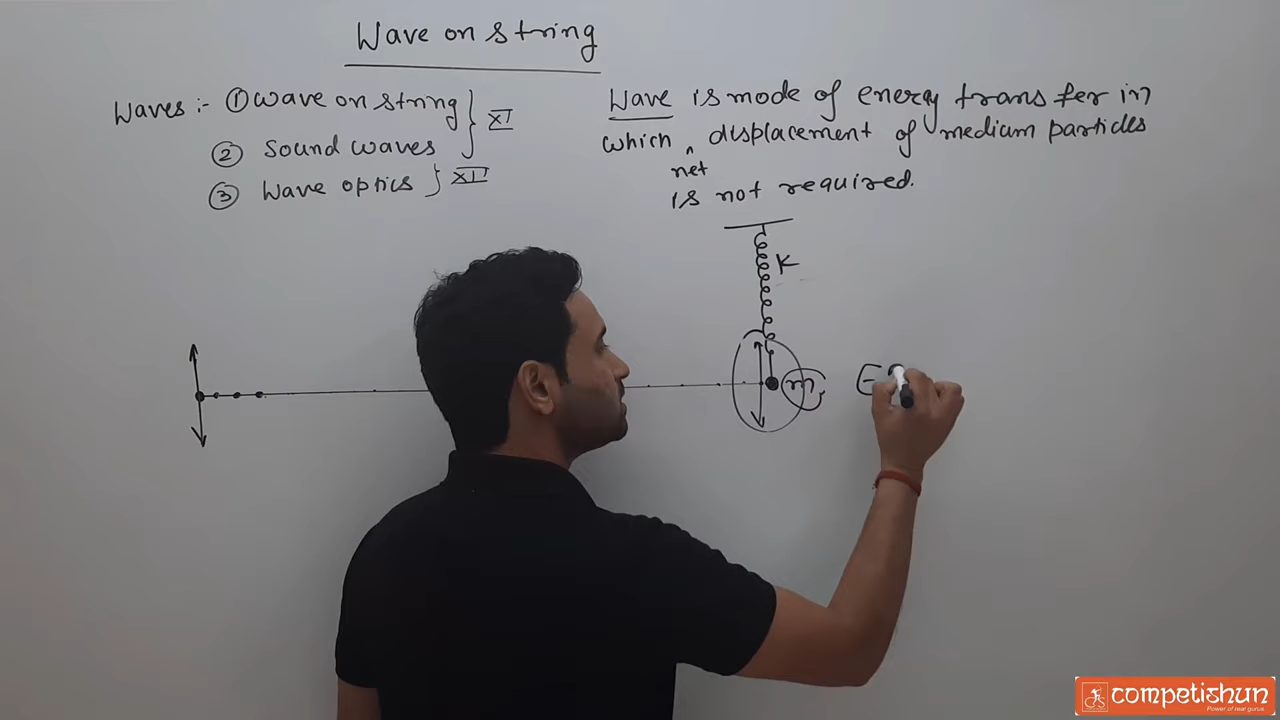 Wave on string
Waves :- ① Wave on string } XI
② Sound waves
③ Wave optics } XII
Wave is mode of energy transfer in
which ^ displacement of medium particles
net
is not required.
K
m
E
competishun
Power of real gurus